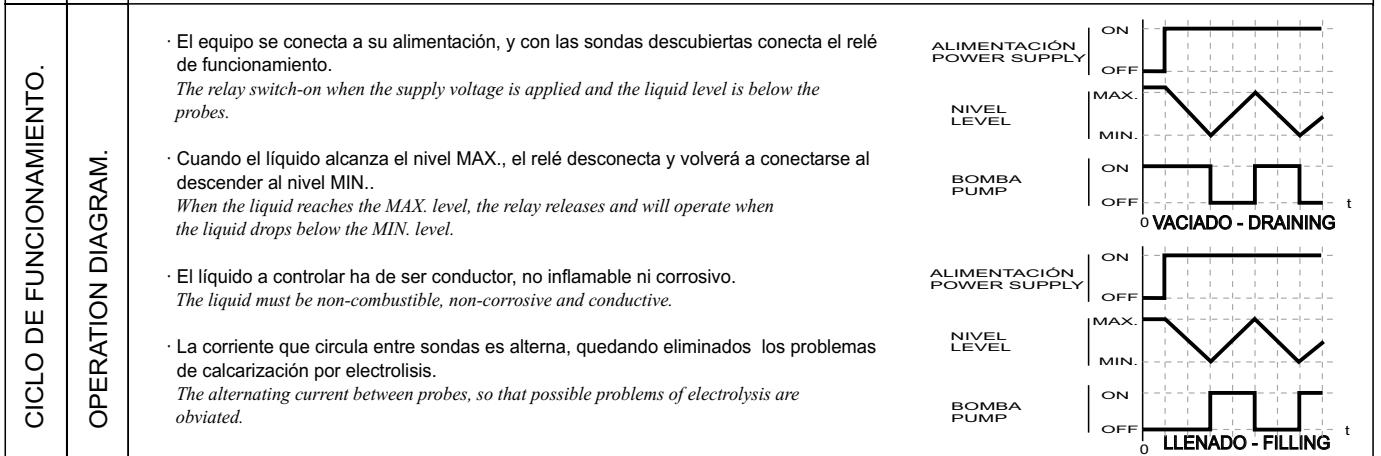 CICLO DE FUNCIONAMIENTO.
OPERATION DIAGRAM.
· El equipo se conecta a su alimentación, y con las sondas descubiertas conecta el relé
de funcionamiento.
The relay switch-on when the supply voltage is applied and the liquid level is below the
probes.
· Cuando el líquido alcanza el nivel MAX., el relé desconecta y volverá a conectarse al
descender al nivel MIN..
When the liquid reaches the MAX. level, the relay releases and will operate when
the liquid drops below the MIN. level.
· El líquido a controlar ha de ser conductor, no inflamable ni corrosivo.
The liquid must be non-combustible, non-corrosive and conductive.
· La corriente que circula entre sondas es alterna, quedando eliminados los problemas
de calcarización por electrolisis.
The alternating current between probes, so that possible problems of electrolysis are
obviated.
ALIMENTACIÓN
POWER SUPPLY
ON
OFF
NIVEL
LEVEL
MAX.
MIN.
BOMBA
PUMP
ON
OFF
t
0
VACIADO - DRAINING
ALIMENTACIÓN
POWER SUPPLY
ON
OFF
NIVEL
LEVEL
MAX.
MIN.
BOMBA
PUMP
ON
OFF
t
0
LLENADO - FILLING